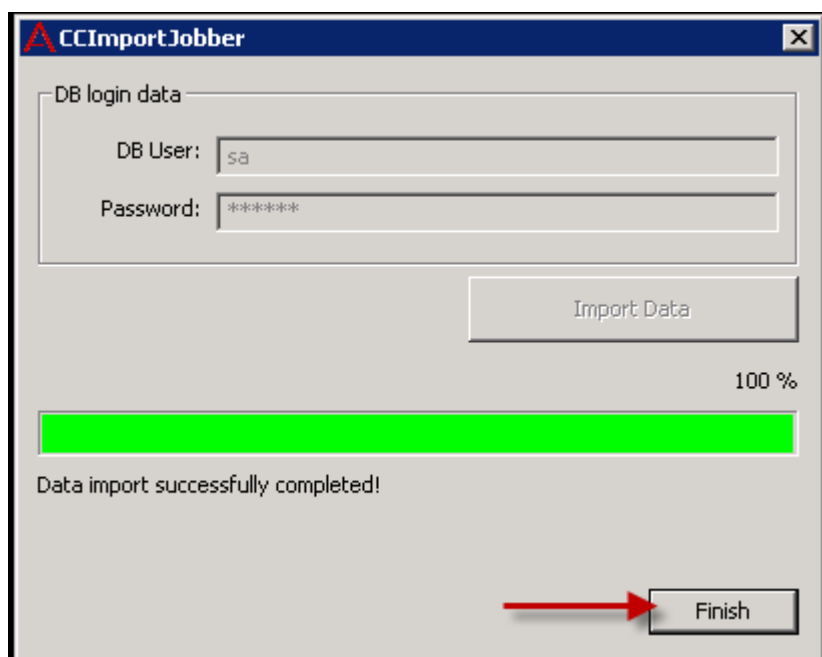 CCImportJobber
DB login data
DB User: sa
Password: ******
Import Data
100 %
Data import successfully completed!
Finish